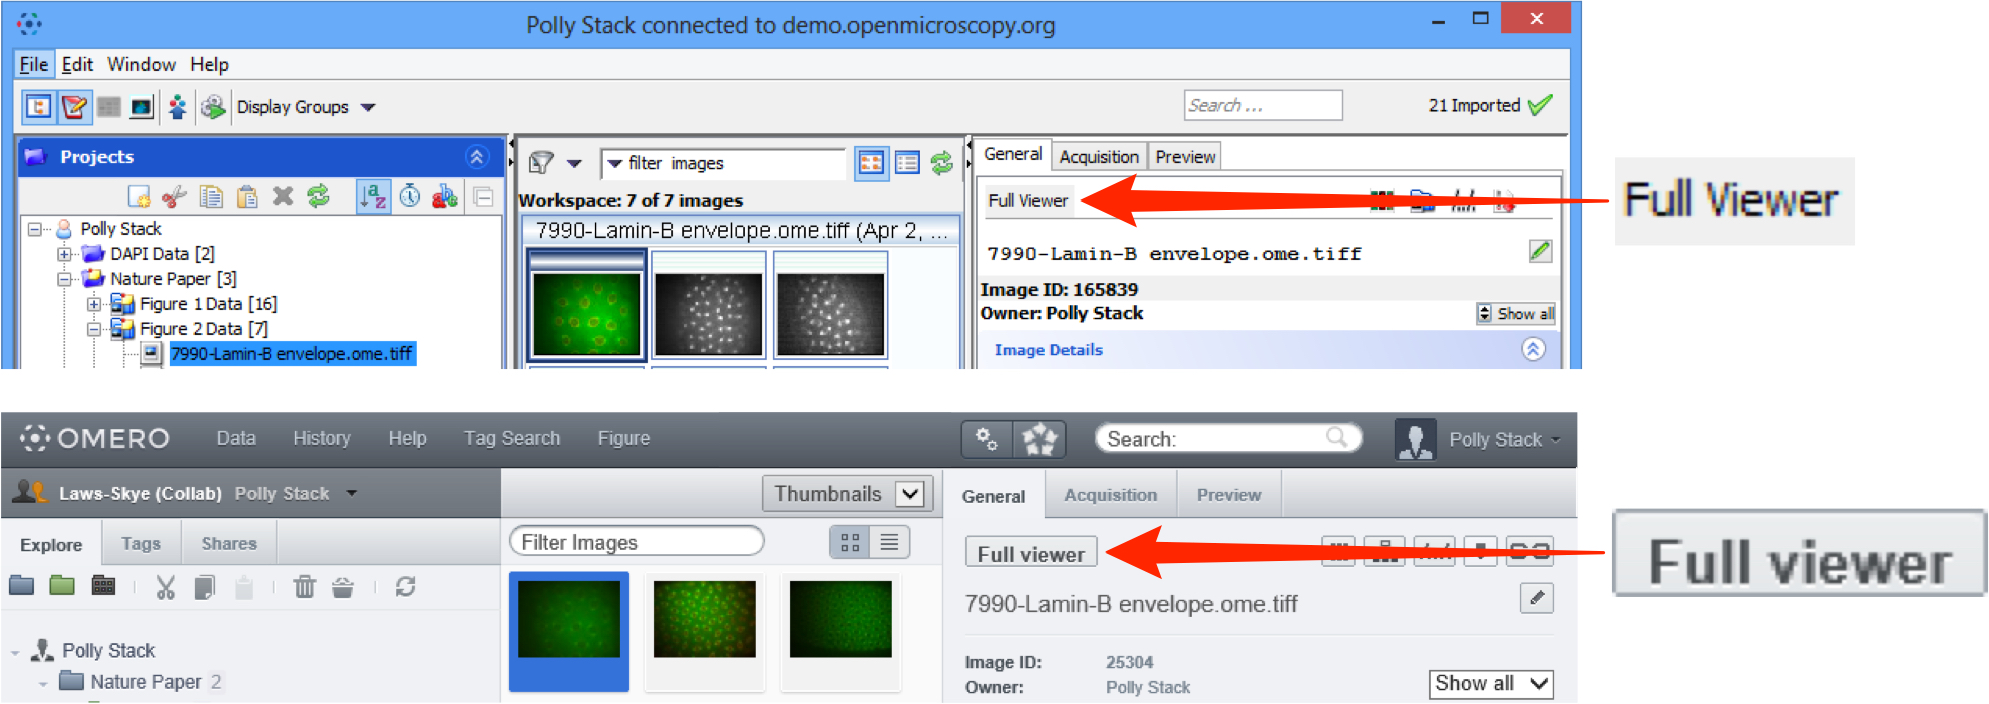 Polly Stack connected to demo.openmicroscopy.org
File Edit Window Help
Display Groups
Search ...
21 Imported
Projects
filter images
General Acquisition Preview
Full Viewer
Full Viewer
Workspace: 7 of 7 images
7990-Lamin-B envelope.ome.tiff (Apr 2, ...
Polly Stack
DAPI Data [2]
Nature Paper [3]
Figure 1 Data [16]
Figure 2 Data [7]
7990-Lamin-B envelope.ome.tiff
7990-Lamin-B envelope.ome.tiff
Image ID: 165839
Owner: Polly Stack
Show all
Image Details
OMERO Data History Help Tag Search Figure
Search:
Polly Stack
Laws-Skye (Collab) Polly Stack
Thumbnails
General Acquisition Preview
Explore Tags Shares
Filter Images
Full viewer
Full viewer
7990-Lamin-B envelope.ome.tiff
Polly Stack
Nature Paper 2
Image ID: 25304
Owner: Polly Stack
Show all